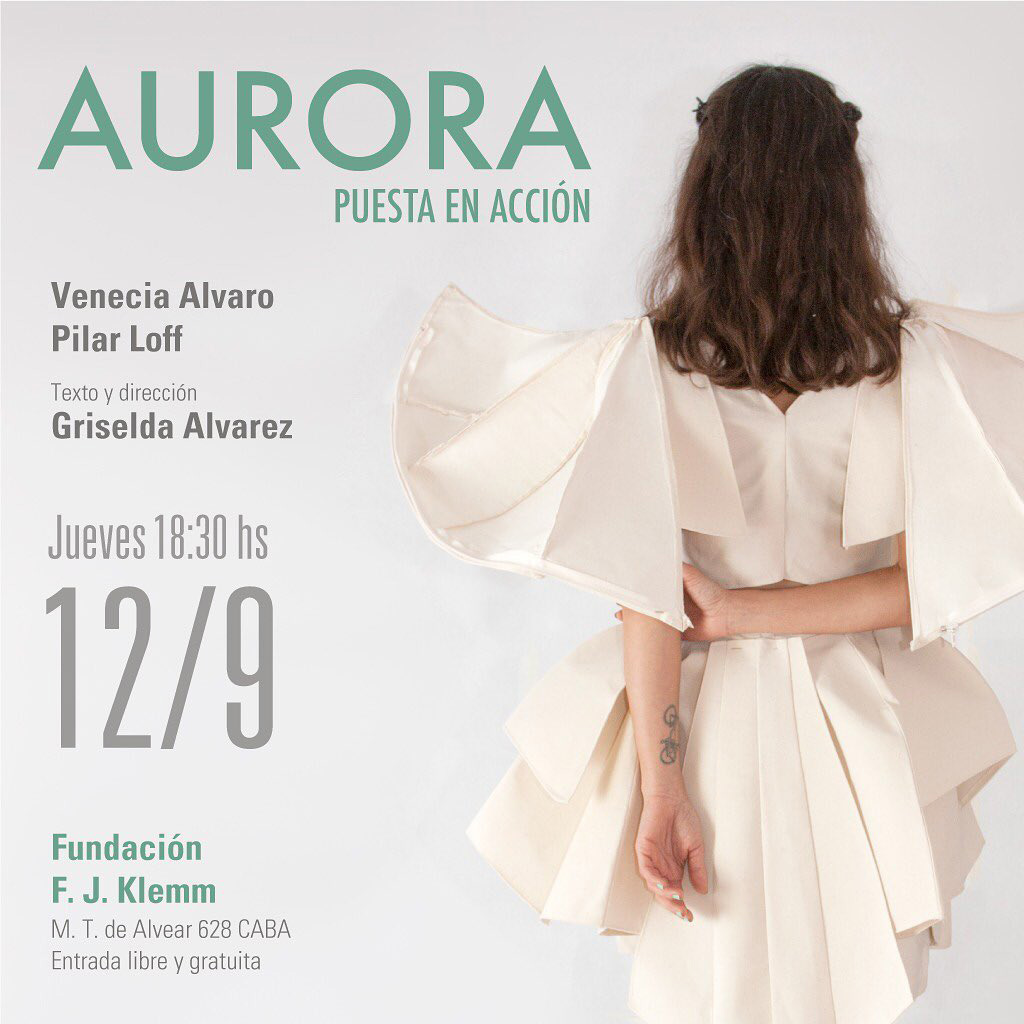 AURORA
PUESTA EN ACCIÓN
Venecia Alvaro
Pilar Loff
Texto y dirección
Griselda Alvarez
Jueves 18:30 hs
12/9
Fundación
F. J. Klemm
M. T. de Alvear 628 CABA
Entrada libre y gratuita